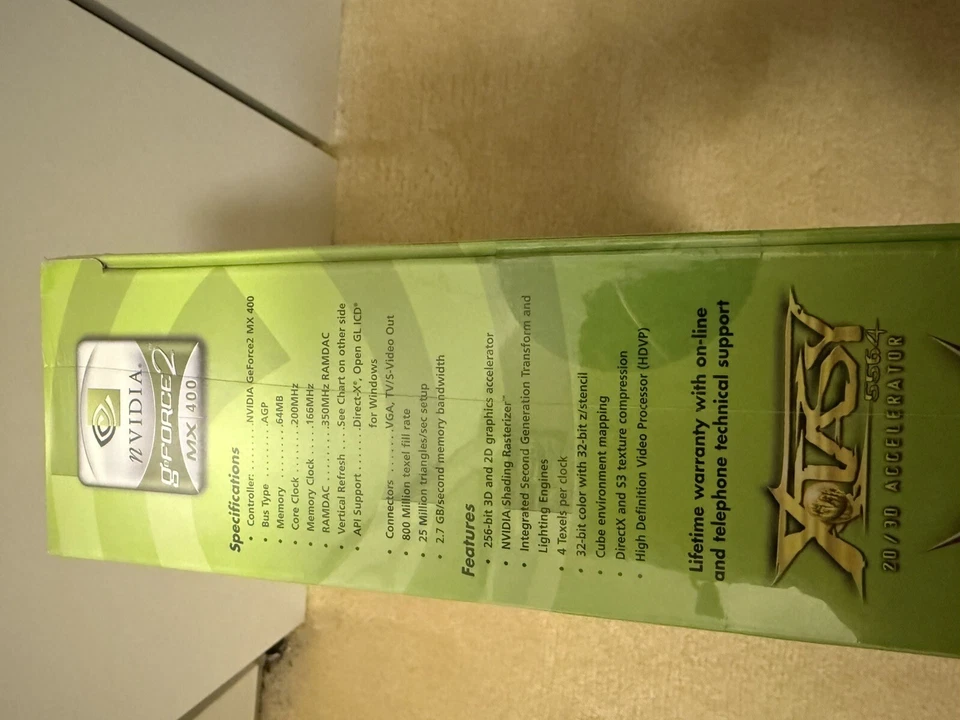 nVIDIA.
GeFORCE2
MX 400
Specifications
• Controller. . . . . . . .NVIDIA GeForce2 MX 400
• Bus Type . . . . . . . .AGP
• Memory . . . . . . . .64MB
• Core Clock . . . . . .200MHz
• Memory Clock . . . .166MHz
• RAMDAC . . . . . . . .350MHz RAMDAC
• Vertical Refresh . . .See Chart on other side
• API Support . . . . . .Direct-X®, Open GL ICD®
for Windows
• Connectors . . . . . .VGA, TV/S-Video Out
• 800 Million texel fill rate
• 25 Million triangles/sec setup
• 2.7 GB/second memory bandwidth
Features
• 256-bit 3D and 2D graphics accelerator
• NVIDIA Shading Rasterizer™
• Integrated Second Generation Transform and
Lighting Engines
• 4 Texels per clock
• 32-bit color with 32-bit z/stencil
• Cube environment mapping
• DirectX and S3 texture compression
• High Definition Video Processor (HDVP)
Lifetime warranty with on-line
and telephone technical support
XTASY
5564
2D/3D ACCELERATOR